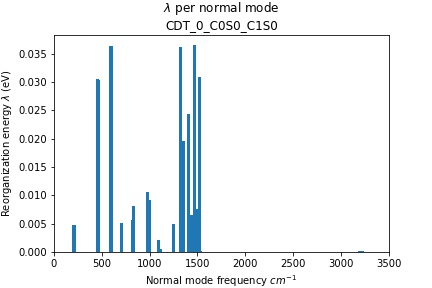 λ per normal mode
CDT_0_C0S0_C1S0
Reorganization energy λ (eV)
0.035
0.030
0.025
0.020
0.015
0.010
0.005
0.000
0 500 1000 1500 2000 2500 3000 3500
Normal mode frequency cm⁻¹